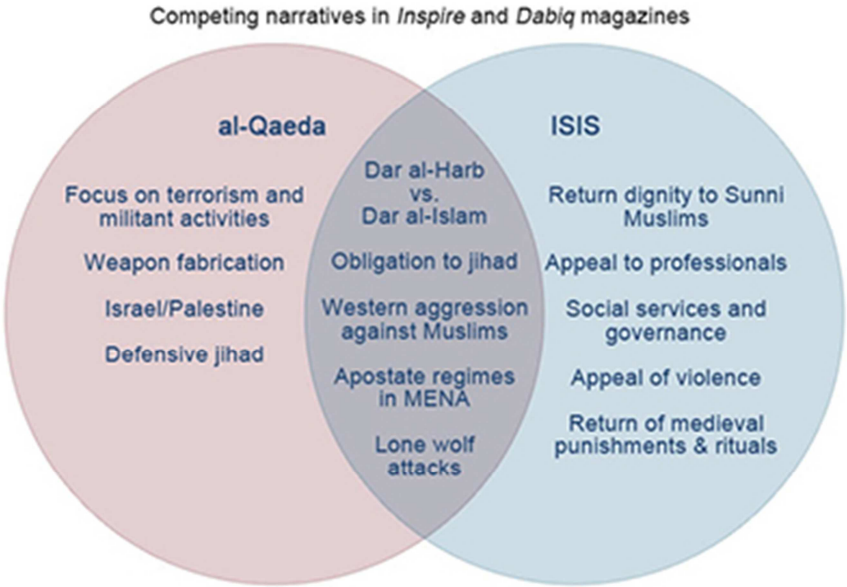 Competing narratives in Inspire and Dabiq magazines
al-Qaeda
Focus on terrorism and
militant activities
Weapon fabrication
Israel/Palestine
Defensive jihad
Dar al-Harb
vs.
Dar al-Islam
Obligation to jihad
Western aggression
against Muslims
Apostate regimes
in MENA
Lone wolf
attacks
ISIS
Return dignity to Sunni
Muslims
Appeal to professionals
Social services and
governance
Appeal of violence
Return of medieval
punishments & rituals